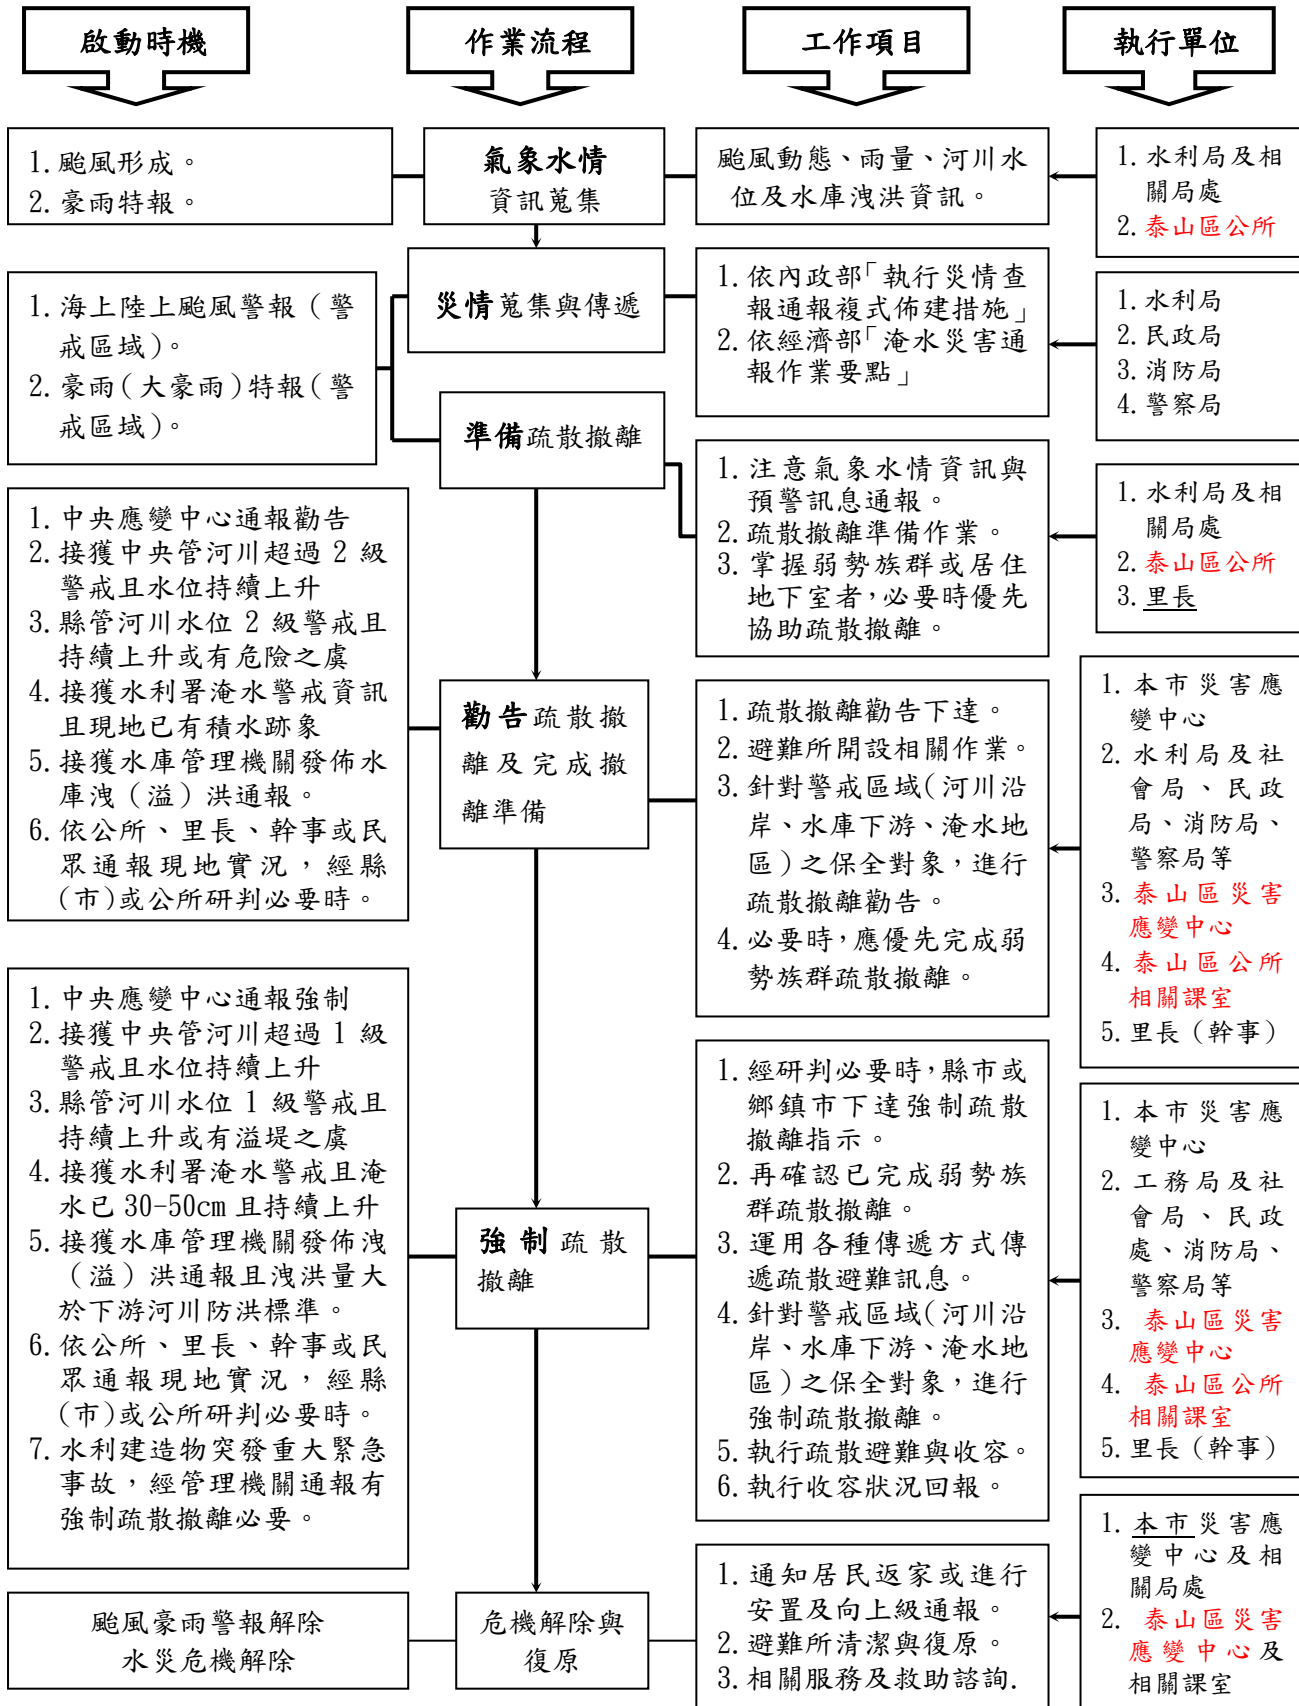 啟動時機
作業流程
工作項目
執行單位
1.颱風形成。
2.豪雨特報。
氣象水情
資訊蒐集
颱風動態、雨量、河川水
位及水庫洩洪資訊。
1.水利局及相
關局處
2.泰山區公所
1.海上陸上颱風警報（警
戒區域）。
2.豪雨(大豪雨)特報(警
戒區域)。
災情蒐集與傳遞
1.依內政部「執行災情查
報通報複式佈建措施」
2.依經濟部「淹水災害通
報作業要點」
1.水利局
2.民政局
3.消防局
4.警察局
準備疏散撤離
1.注意氣象水情資訊與
預警訊息通報。
2.疏散撤離準備作業。
3.掌握弱勢族群或居住
地下室者,必要時優先
協助疏散撤離。
1.水利局及相
關局處
2.泰山區公所
3.里長
1.中央應變中心通報勸告
2.接獲中央管河川超過 2 級
警戒且水位持續上升
3.縣管河川水位 2 級警戒且
持續上升或有危險之虞
4.接獲水利署淹水警戒資訊
且現地已有積水跡象
5.接獲水庫管理機關發佈水
庫洩（溢）洪通報。
6.依公所、里長、幹事或民
眾通報現地實況，經縣
(市)或公所研判必要時。
勸告疏散撤
離及完成撤
離準備
1.疏散撤離勸告下達。
2.避難所開設相關作業。
3.針對警戒區域(河川沿
岸、水庫下游、淹水地
區)之保全對象，進行
疏散撤離勸告。
4.必要時,應優先完成弱
勢族群疏散撤離。
1.本市災害應
變中心
2.水利局及社
會局、民政
局、消防局、
警察局等
3.泰山區災害
應變中心
4.泰山區公所
相關課室
5.里長（幹事）
1.中央應變中心通報強制
2.接獲中央管河川超過 1 級
警戒且水位持續上升
3.縣管河川水位 1 級警戒且
持續上升或有溢堤之虞
4.接獲水利署淹水警戒且淹
水已 30-50cm 且持續上升
5.接獲水庫管理機關發佈洩
（溢）洪通報且洩洪量大
於下游河川防洪標準。
6.依公所、里長、幹事或民
眾通報現地實況，經縣
(市)或公所研判必要時。
7.水利建造物突發重大緊急
事故，經管理機關通報有
強制疏散撤離必要。
強制疏散
撤離
1.經研判必要時,縣市或
鄉鎮市下達強制疏散
撤離指示。
2.再確認已完成弱勢族
群疏散撤離。
3.運用各種傳遞方式傳
遞疏散避難訊息。
4.針對警戒區域(河川沿
岸、水庫下游、淹水地
區)之保全對象，進行
強制疏散撤離。
5.執行疏散避難與收容。
6.執行收容狀況回報。
1.本市災害應
變中心
2.工務局及社
會局、民政
處、消防局、
警察局等
3. 泰山區災害
應變中心
4. 泰山區公所
相關課室
5.里長（幹事）
颱風豪雨警報解除
水災危機解除
危機解除與
復原
1.通知居民返家或進行
安置及向上級通報。
2.避難所清潔與復原。
3.相關服務及救助諮詢.
1.本市災害應
變中心及相
關局處
2. 泰山區災害
應變中心及
相關課室